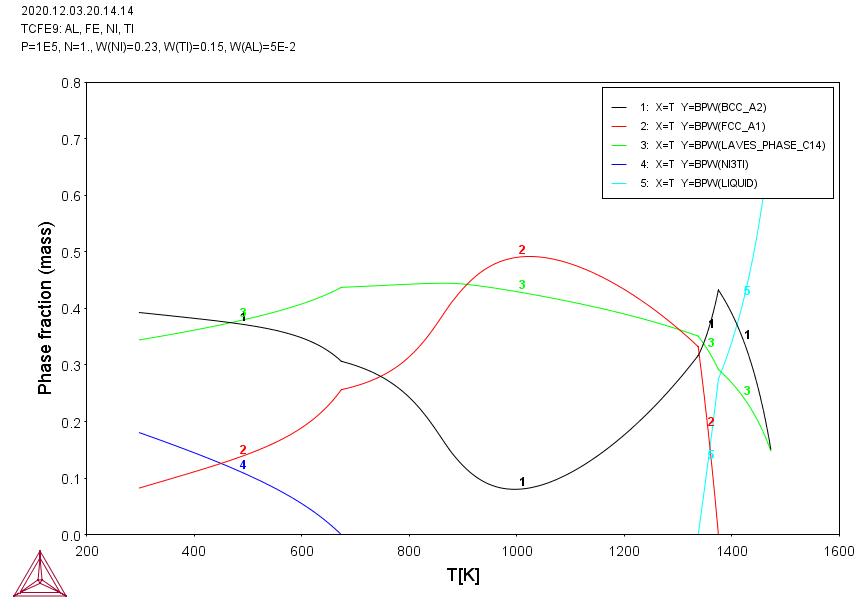 2020.12.03.20.14.14
TCFE9: AL, FE, NI, TI
P=1E5, N=1., W(NI)=0.23, W(TI)=0.15, W(AL)=5E-2
1: X=T Y=BPW(BCC_A2)
2: X=T Y=BPW(FCC_A1)
3: X=T Y=BPW(LAVES_PHASE_C14)
4: X=T Y=BPW(NI3TI)
5: X=T Y=BPW(LIQUID)
Phase fraction (mass)
0.8
0.7
0.6
0.5
0.4
0.3
0.2
0.1
0.0
2
3
5
3
1
1
1
3
3
2
4
2
5
1
200 400 600 800 1000 1200 1400 1600
T[K]